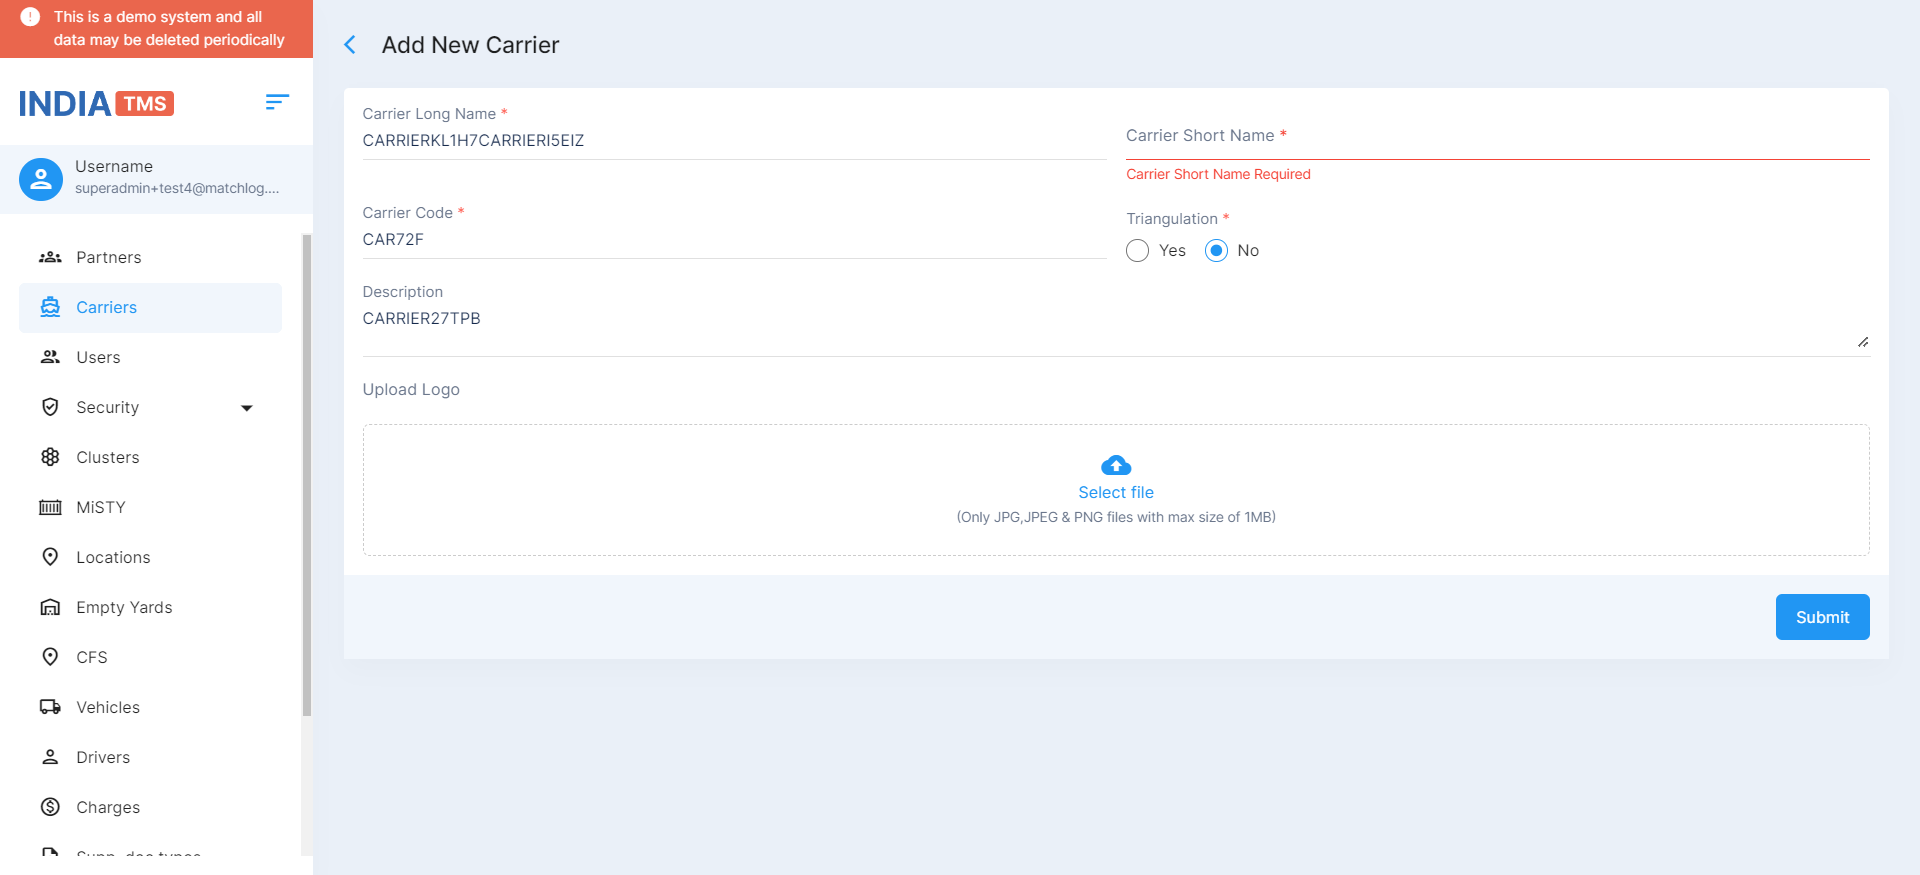 This is a demo system and all
data may be deleted periodically
INDIA TMS
Username
superadmin+test4@matchlog....
Partners
Carriers
Users
Security
Clusters
MiSTY
Locations
Empty Yards
CFS
Vehicles
Drivers
Charges
Supp. doc types
Add New Carrier
Carrier Long Name *
CARRIERKL1H7CARRIERI5EIZ
Carrier Short Name *
Carrier Short Name Required
Carrier Code *
CAR72F
Triangulation *
Yes No
Description
CARRIER27TPB
Upload Logo
Select file
(Only JPG,JPEG & PNG files with max size of 1MB)
Submit